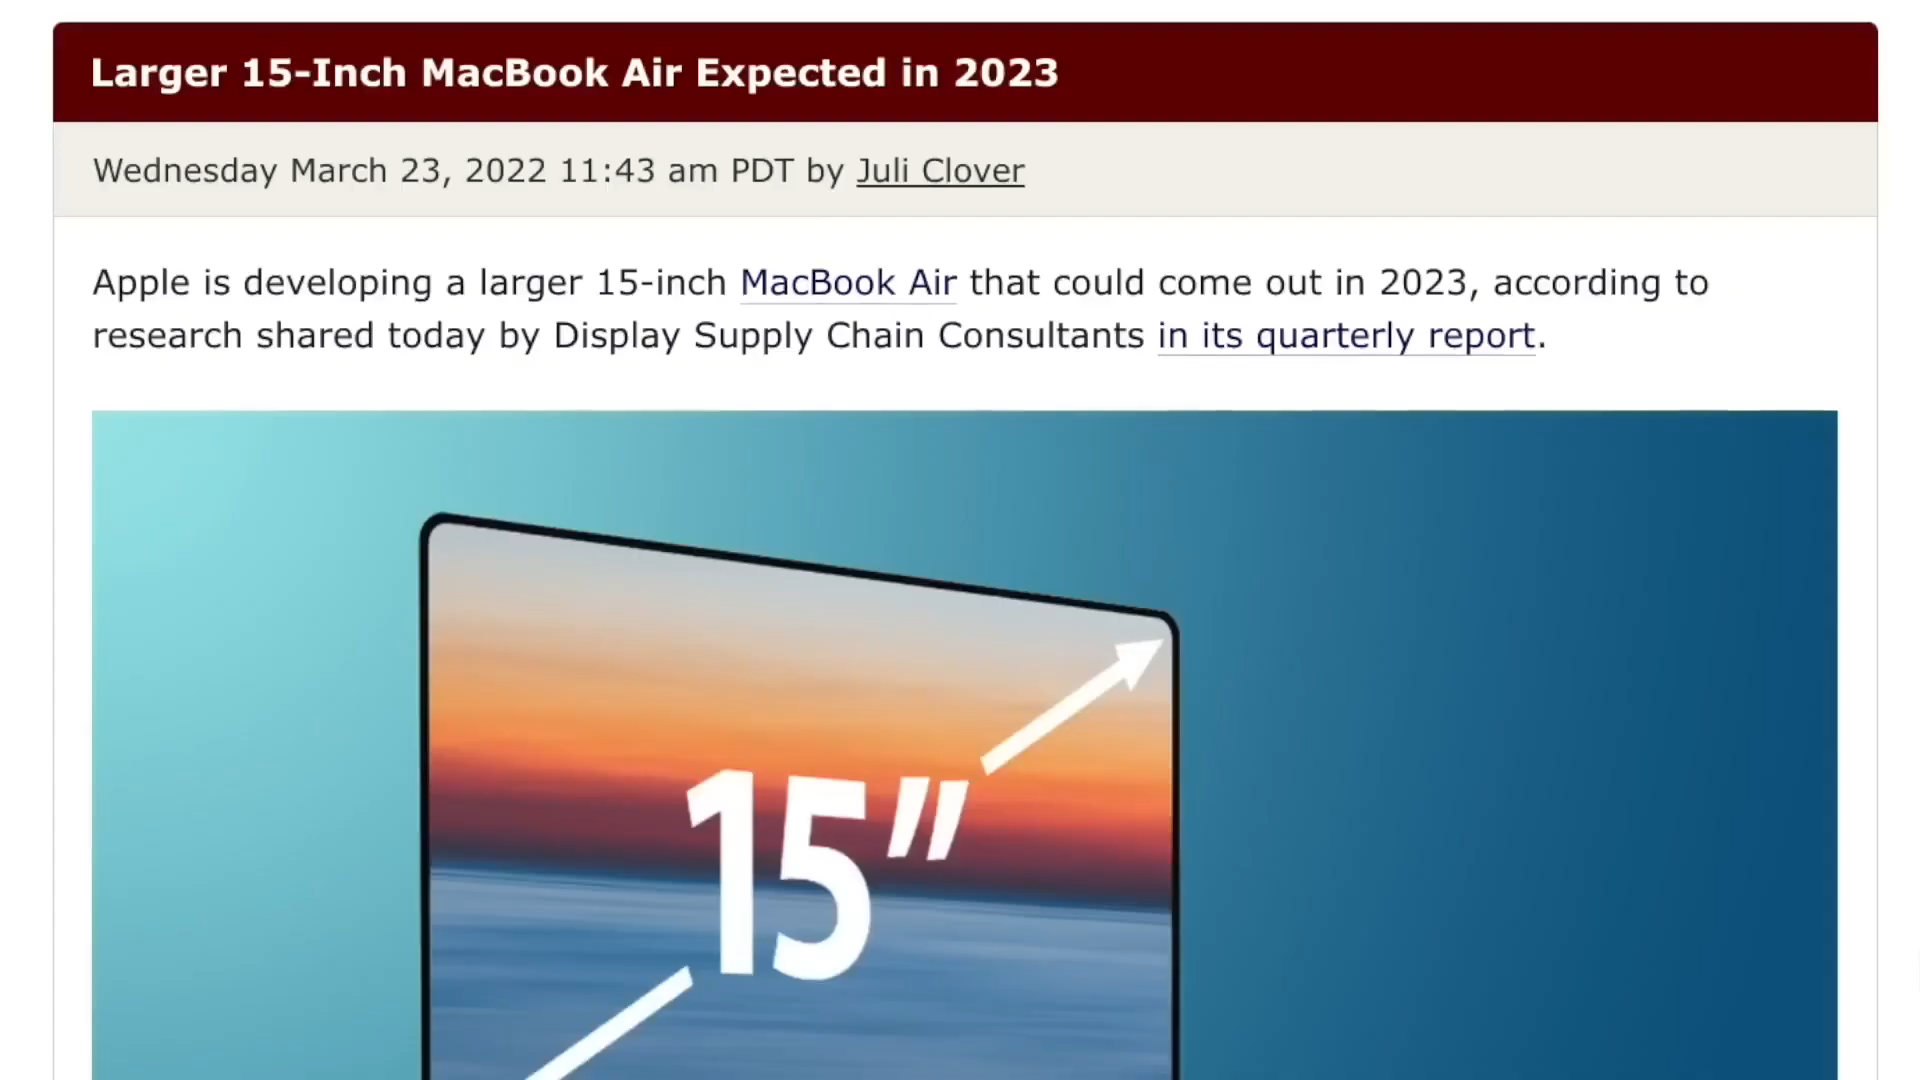 Larger 15-Inch MacBook Air Expected in 2023
Wednesday March 23, 2022 11:43 am PDT by Juli Clover
Apple is developing a larger 15-inch MacBook Air that could come out in 2023, according to
research shared today by Display Supply Chain Consultants in its quarterly report.
15″